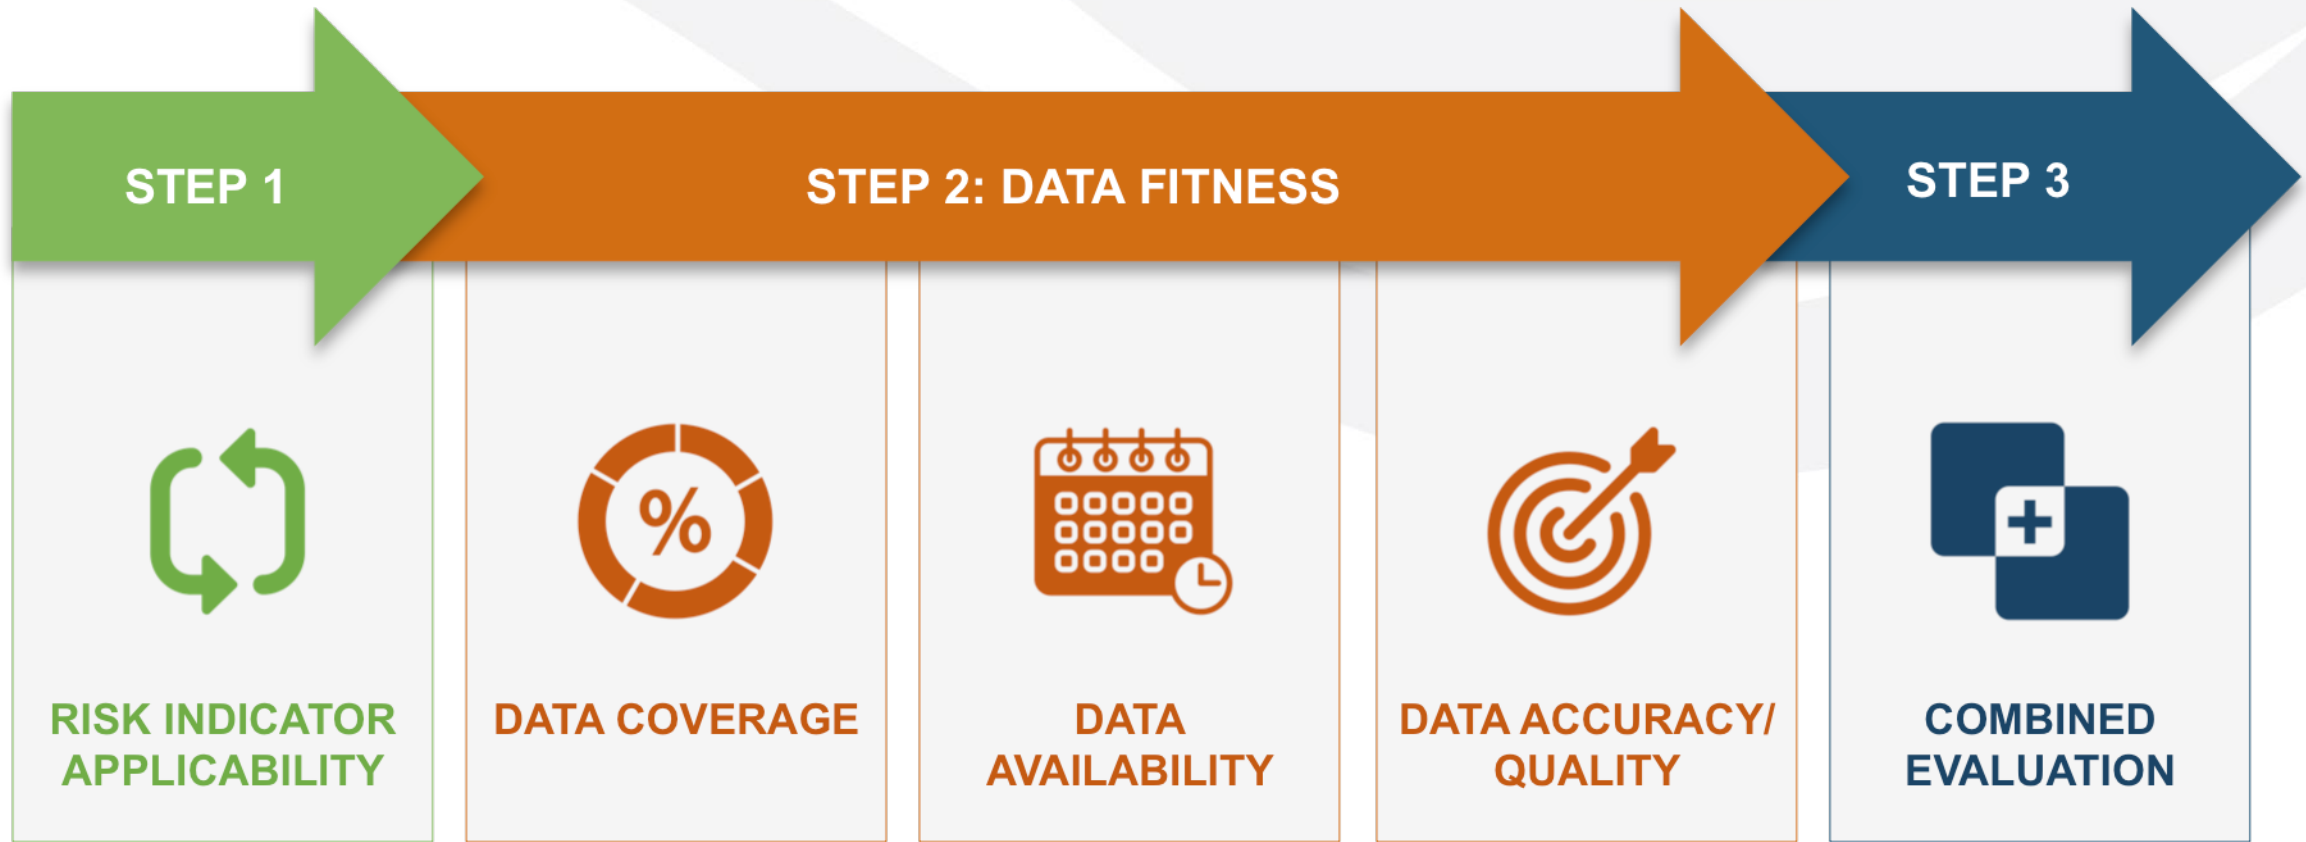 STEP 1
STEP 2: DATA FITNESS
STEP 3
%
RISK INDICATOR
APPLICABILITY
DATA COVERAGE
DATA
AVAILABILITY
DATA ACCURACY/
QUALITY
COMBINED
EVALUATION